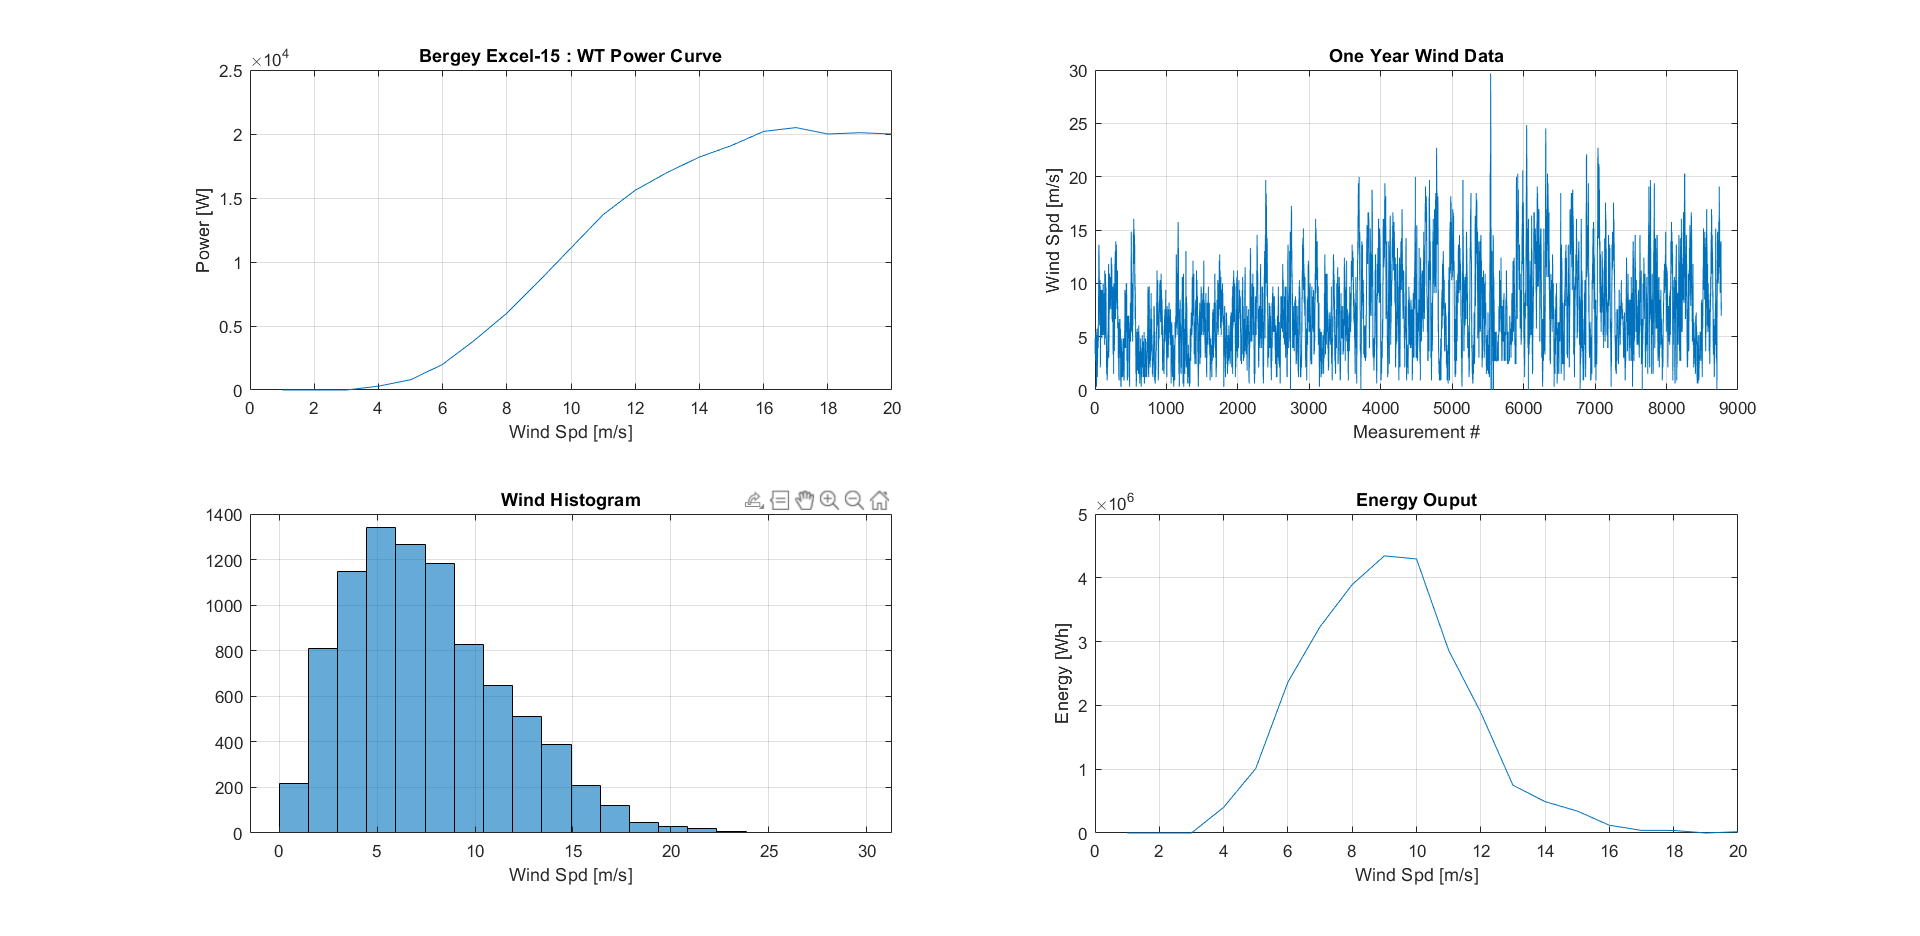 Bergey Excel-15 : WT Power Curve
×10⁴
2.5
2
1.5
1
0.5
0
0 2 4 6 8 10 12 14 16 18 20
Power [W]
Wind Spd [m/s]
One Year Wind Data
30
25
20
15
10
5
0
0 1000 2000 3000 4000 5000 6000 7000 8000 9000
Wind Spd [m/s]
Measurement #
Wind Histogram
1400
1200
1000
800
600
400
200
0
0 5 10 15 20 25 30
Wind Spd [m/s]
Energy Ouput
×10⁶
5
4
3
2
1
0
0 2 4 6 8 10 12 14 16 18 20
Energy [Wh]
Wind Spd [m/s]